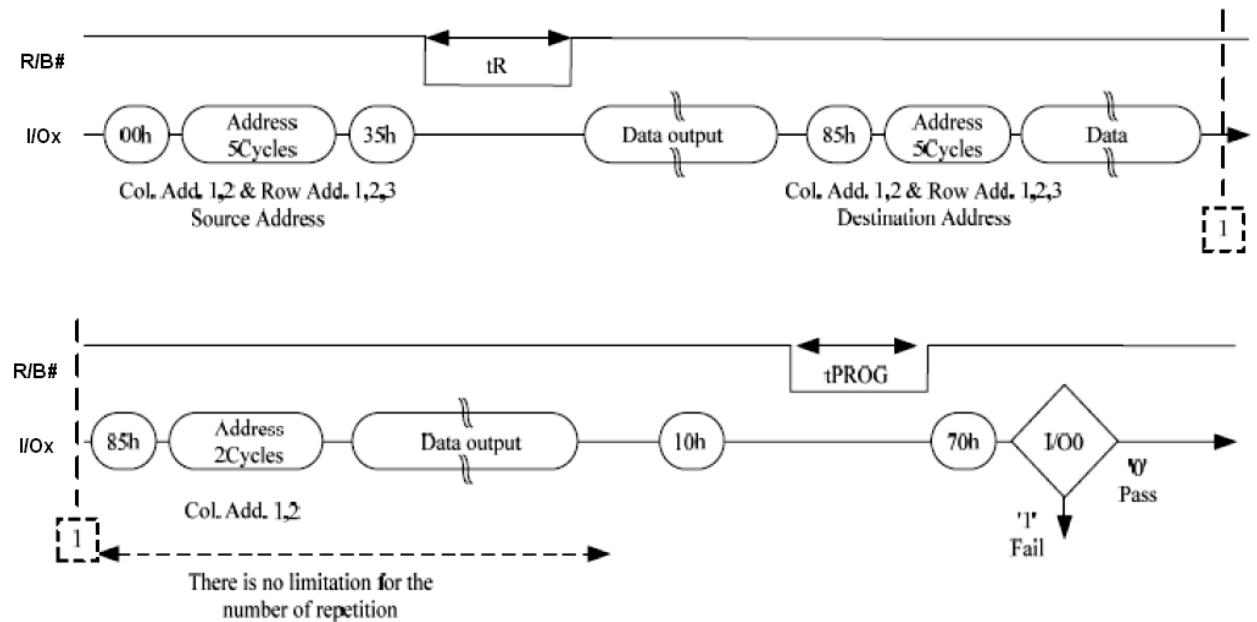 R/B#
tR
I/Ox
00h
Address
5Cycles
35h
Data output
85h
Address
5Cycles
Data
Col. Add. 1,2 & Row Add. 1,2,3
Source Address
Col. Add. 1,2 & Row Add. 1,2,3
Destination Address
1
R/B#
tPROG
I/Ox
85h
Address
2Cycles
Data output
10h
70h
I/O0
'0'
Pass
Col. Add. 1,2
'1'
Fail
1
There is no limitation for the
number of repetition